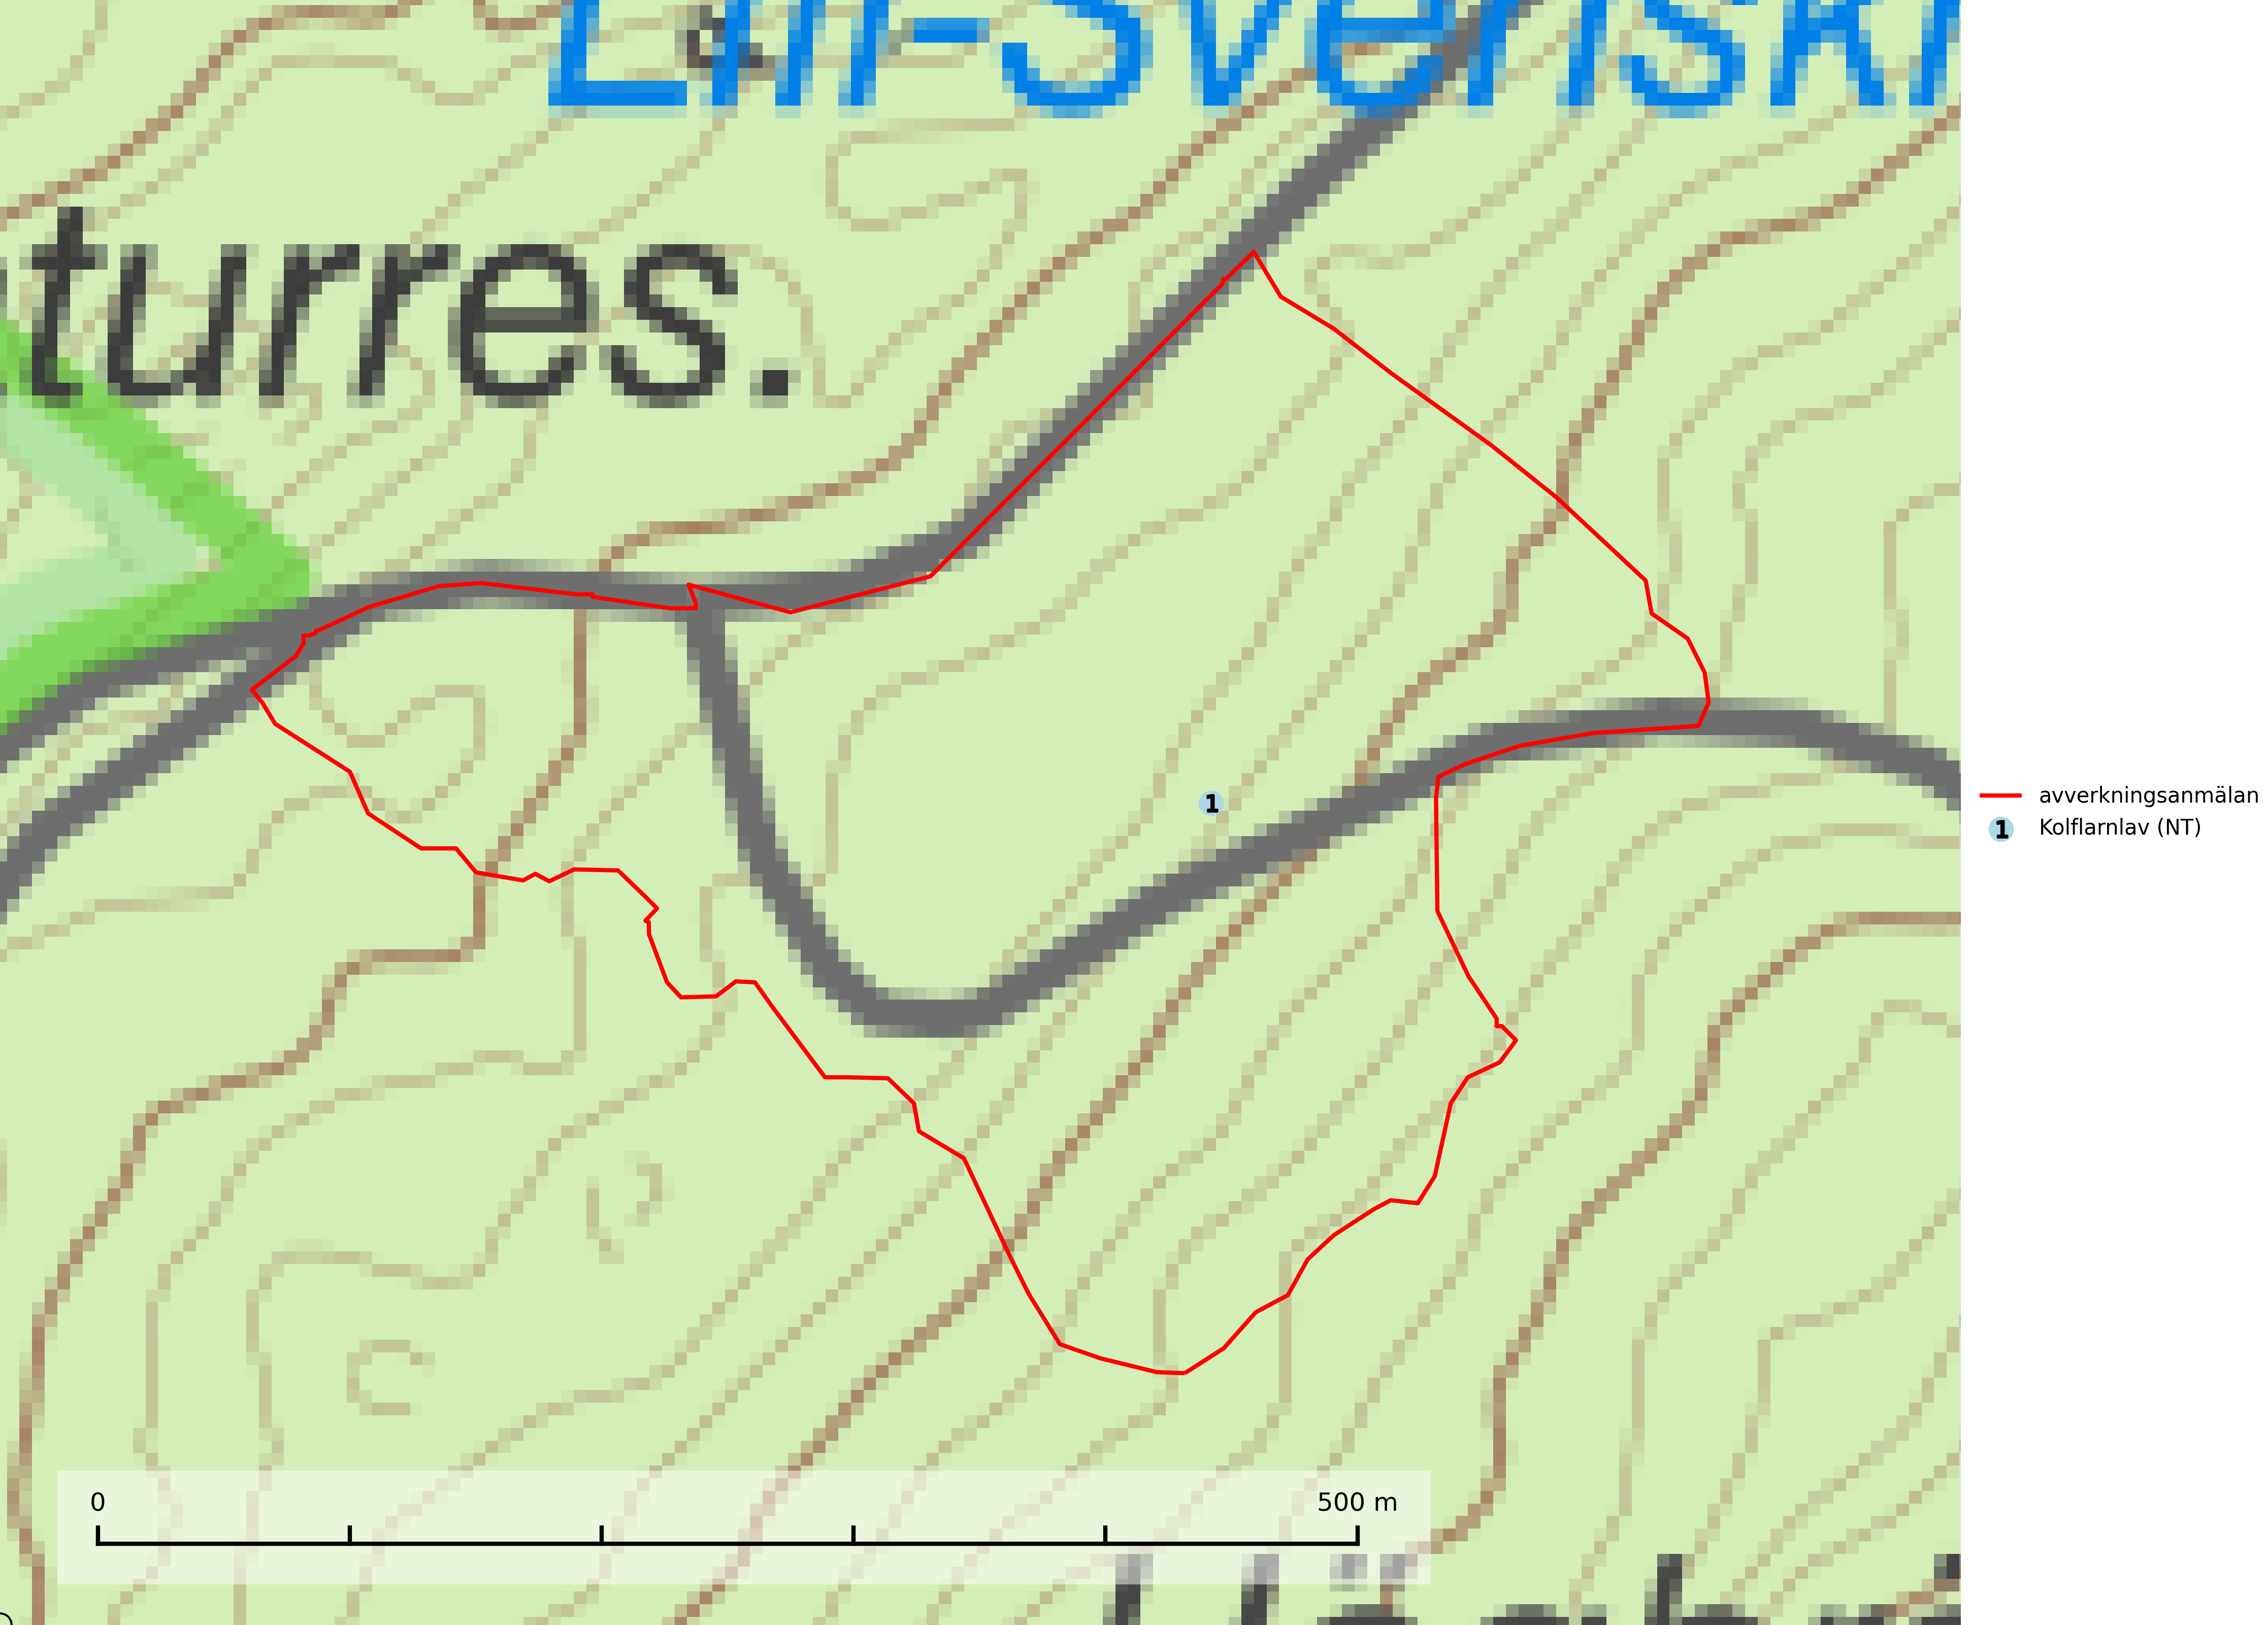 turres.
1
avverkningsanmälan
1 Kolflarnlav (NT)
0 500 m